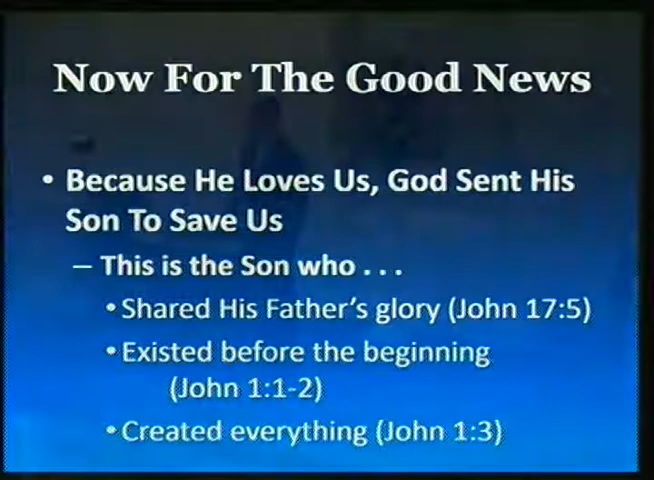 Now For The Good News
• Because He Loves Us, God Sent His
Son To Save Us
– This is the Son who . . .
• Shared His Father's glory (John 17:5)
• Existed before the beginning
(John 1:1-2)
• Created everything (John 1:3)